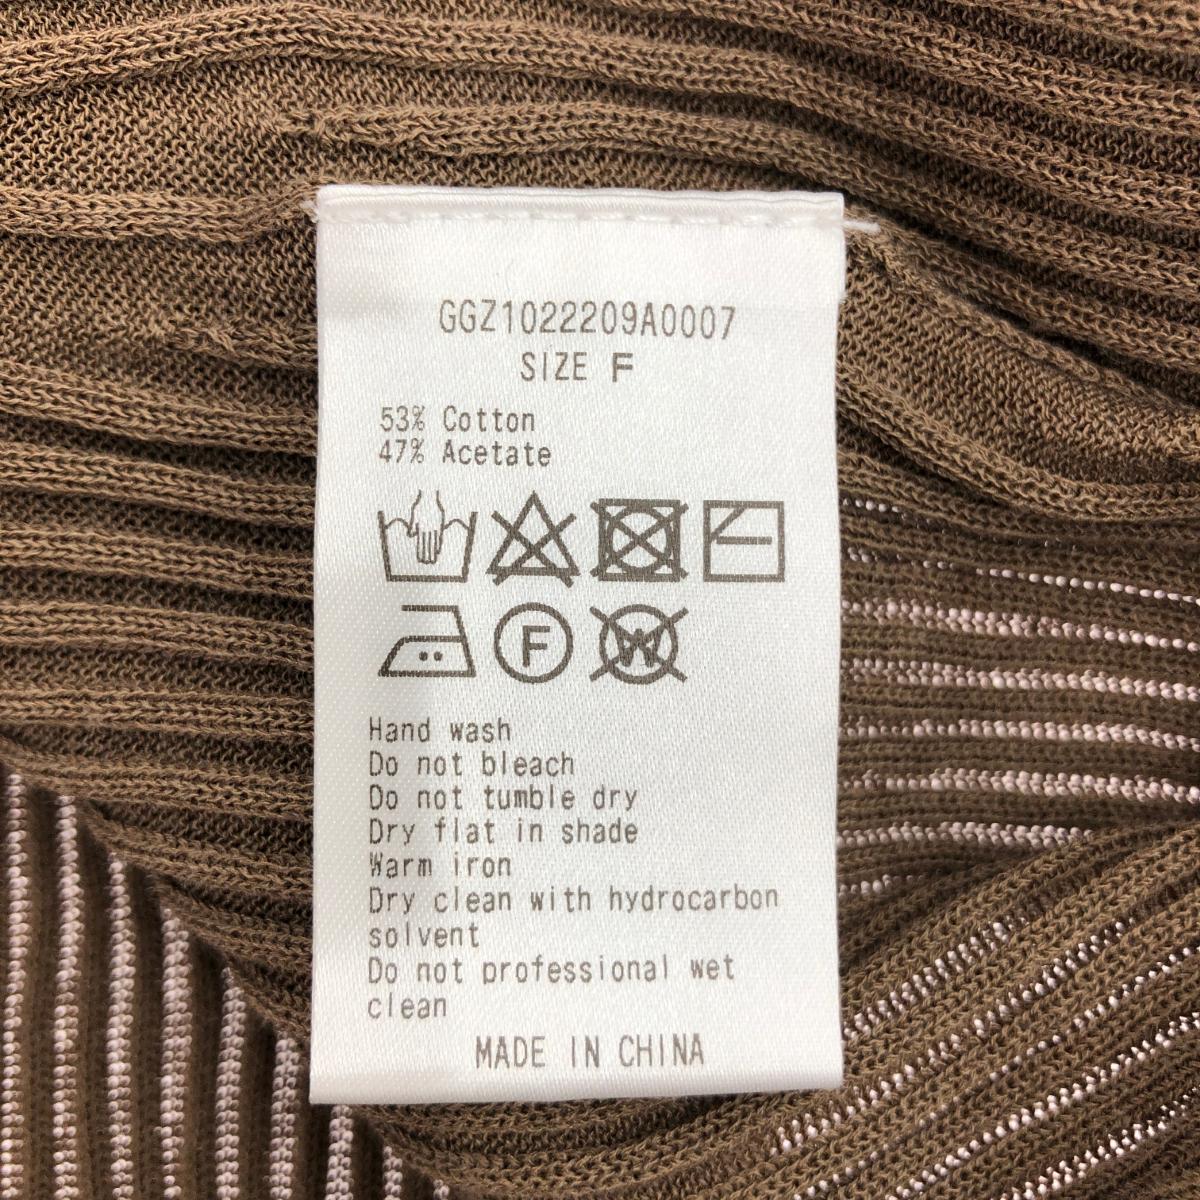 GGZ1022209A0007
SIZE F
53% Cotton
47% Acetate
F W
Hand wash
Do not bleach
Do not tumble dry
Dry flat in shade
Warm iron
Dry clean with hydrocarbon
solvent
Do not professional wet
clean
MADE IN CHINA